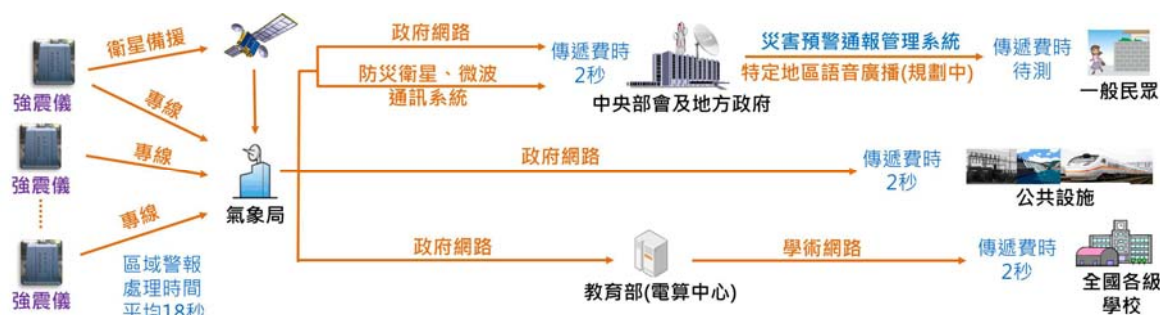 衛星備援
強震儀
專線
強震儀
專線
強震儀
專線
區域警報
處理時間
平均18秒
氣象局
政府網路
防災衛星、微波
通訊系統
傳遞費時
2秒
中央部會及地方政府
災害預警通報管理系統
特定地區語音廣播(規劃中)
傳遞費時
待測
一般民眾
政府網路
傳遞費時
2秒
公共設施
政府網路
教育部(電算中心)
學術網路
傳遞費時
2秒
全國各級
學校